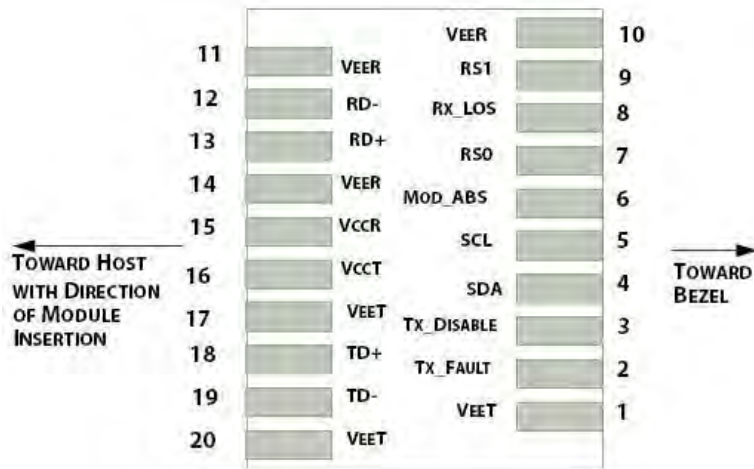 VEER 10
11 VEER
RS1 9
12 RD-
RX_LOS 8
13 RD+
RS0 7
14 VEER
MOD_ABS 6
15 VCCR
SCL 5
16 VCCT
SDA 4
17 VEET
TX_DISABLE 3
18 TD+
TX_FAULT 2
19 TD-
VEET 1
20 VEET
TOWARD HOST
WITH DIRECTION
OF MODULE
INSERTION
TOWARD
BEZEL